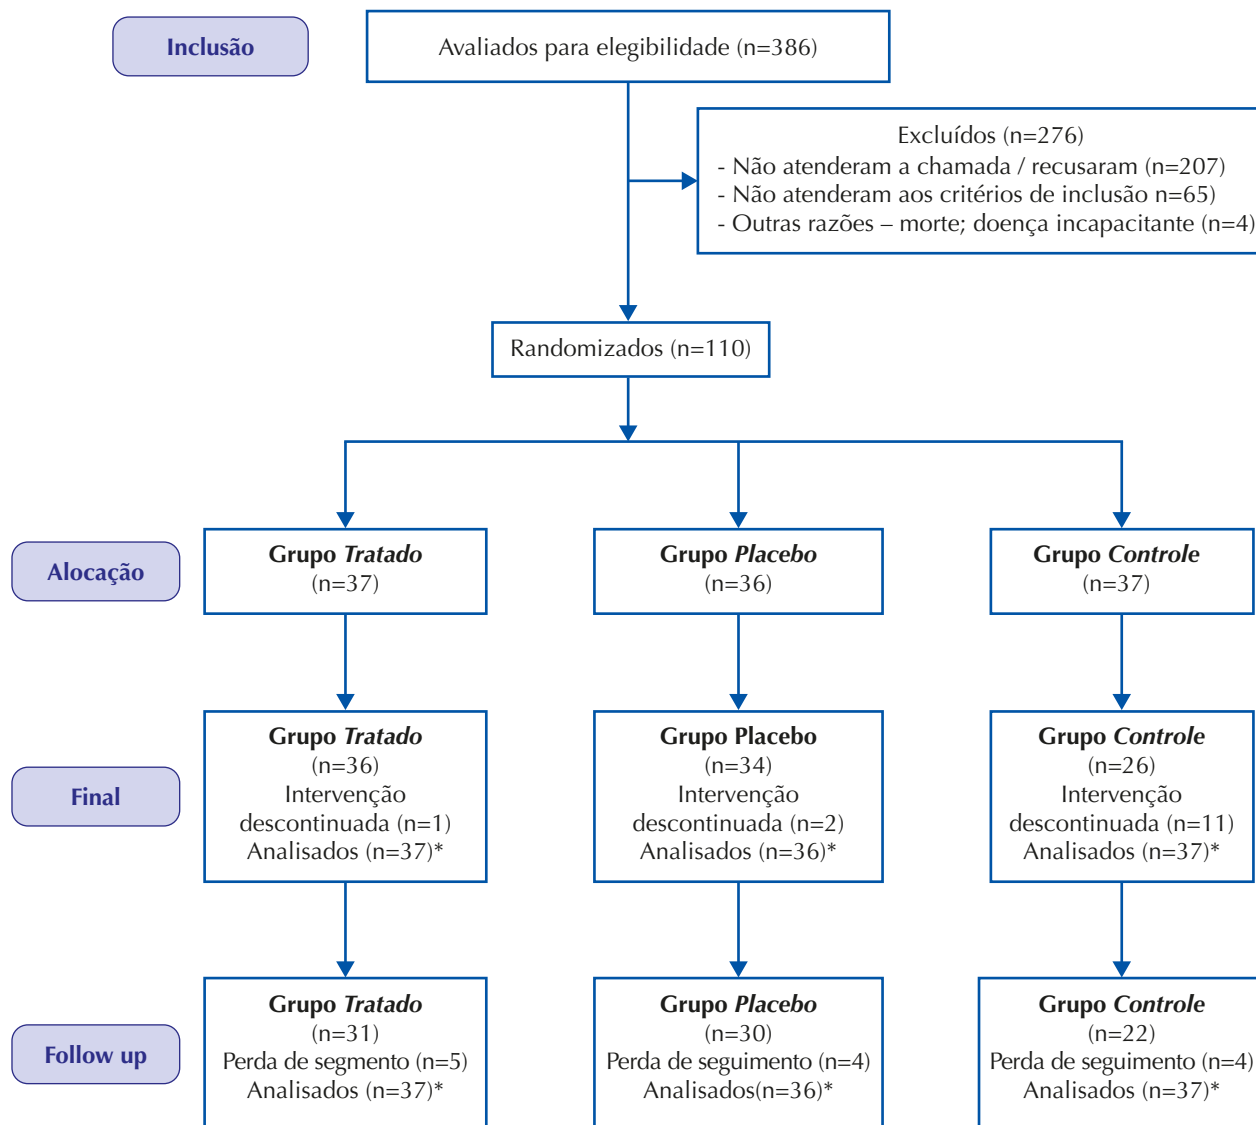 Inclusão
Avaliados para elegibilidade (n=386)
Excluídos (n=276)
- Não atenderam a chamada / recusaram (n=207)
- Não atenderam aos critérios de inclusão n=65)
- Outras razões – morte; doença incapacitante (n=4)
Randomizados (n=110)
Alocação
Grupo Tratado
(n=37)
Grupo Placebo
(n=36)
Grupo Controle
(n=37)
Final
Grupo Tratado
(n=36)
Intervenção
descontinuada (n=1)
Analisados (n=37)*
Grupo Placebo
(n=34)
Intervenção
descontinuada (n=2)
Analisados (n=36)*
Grupo Controle
(n=26)
Intervenção
descontinuada (n=11)
Analisados (n=37)*
Follow up
Grupo Tratado
(n=31)
Perda de segmento (n=5)
Analisados (n=37)*
Grupo Placebo
(n=30)
Perda de seguimento (n=4)
Analisados(n=36)*
Grupo Controle
(n=22)
Perda de seguimento (n=4)
Analisados (n=37)*